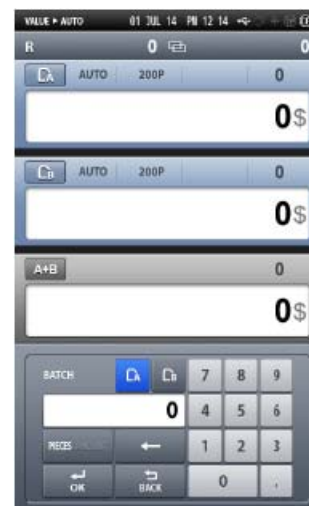 VALUE ▸ AUTO 01 JUL 14 PM 12 14
R 0 0
A AUTO 200P 0
0$
B AUTO 200P 0
0$
A+B 0
0$
BATCH A B 7 8 9
0 4 5 6
PIECES ← 1 2 3
OK BACK 0 .